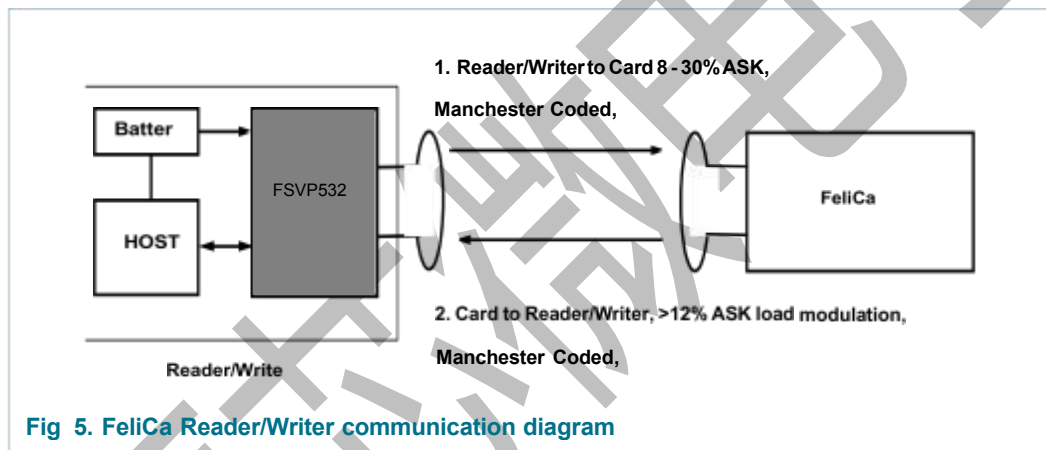 1. Reader/Writer to Card 8 - 30% ASK,
Manchester Coded,
Batter
FSVP532
HOST
FeliCa
2. Card to Reader/Writer, >12% ASK load modulation,
Manchester Coded,
Reader/Write
Fig 5. FeliCa Reader/Writer communication diagram